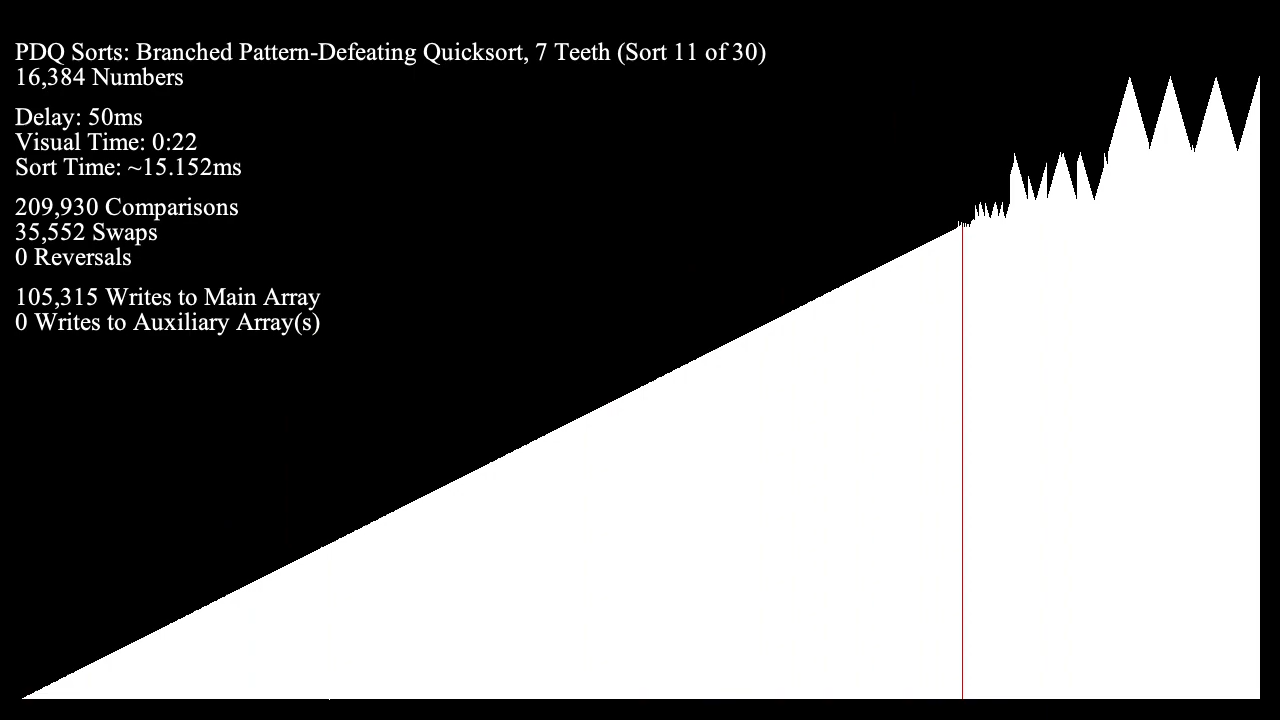 PDQ Sorts: Branched Pattern-Defeating Quicksort, 7 Teeth (Sort 11 of 30)
16,384 Numbers
Delay: 50ms
Visual Time: 0:22
Sort Time: ~15.152ms
209,930 Comparisons
35,552 Swaps
0 Reversals
105,315 Writes to Main Array
0 Writes to Auxiliary Array(s)